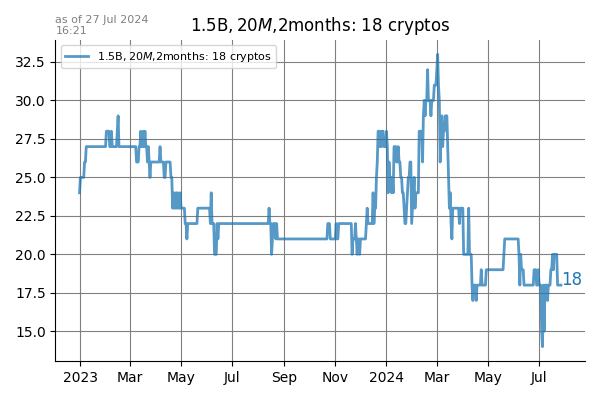 as of 27 Jul 2024
16:21
1.5B, 20M,2months: 18 cryptos
1.5B, 20M,2months: 18 cryptos
32.5
30.0
27.5
25.0
22.5
20.0
17.5
15.0
18
2023 Mar May Jul Sep Nov 2024 Mar May Jul